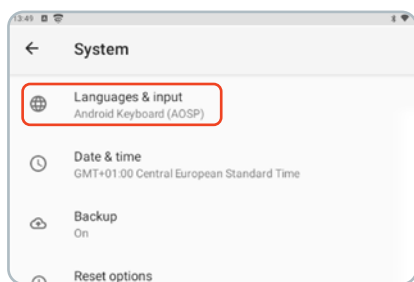 13:49
System
Languages & input
Android Keyboard (AOSP)
Date & time
GMT+01:00 Central European Standard Time
Backup
On
Reset options